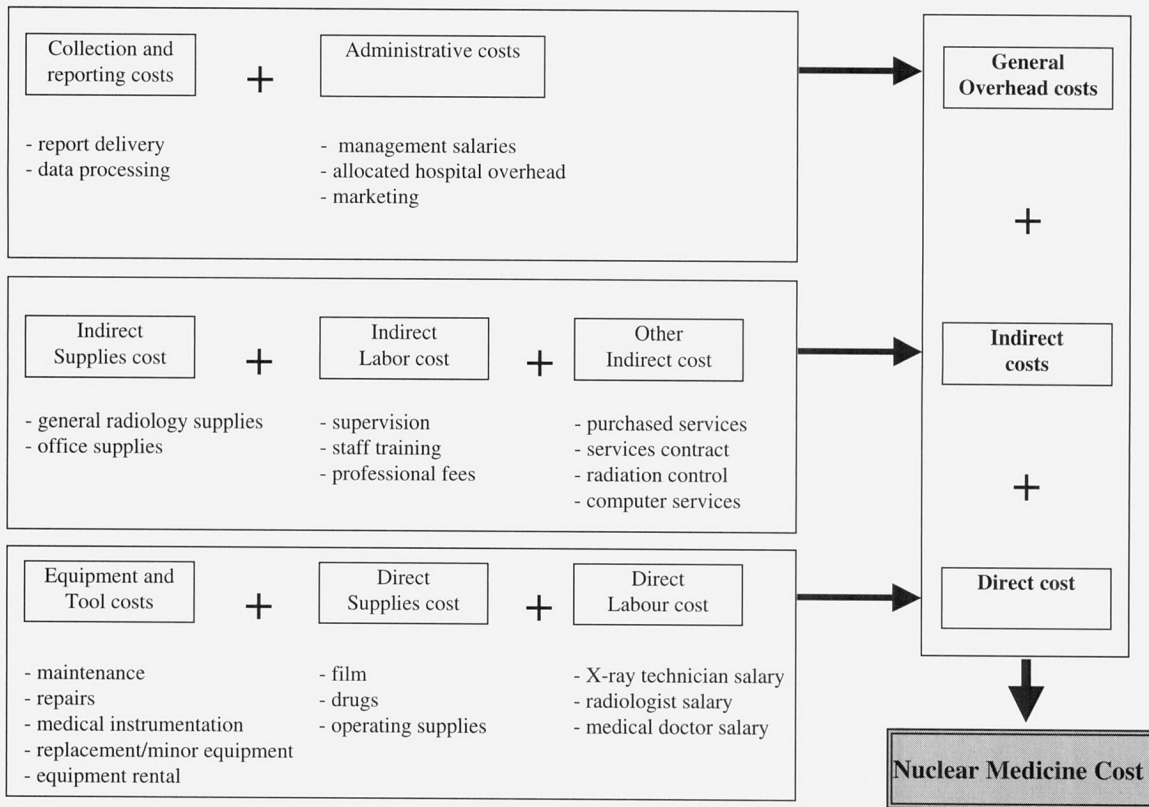 Collection and
reporting costs
+
Administrative costs
- report delivery
- data processing
- management salaries
- allocated hospital overhead
- marketing
General
Overhead costs
+
Indirect
Supplies cost
+
Indirect
Labor cost
+
Other
Indirect cost
- general radiology supplies
- office supplies
- supervision
- staff training
- professional fees
- purchased services
- services contract
- radiation control
- computer services
Indirect
costs
+
Equipment and
Tool costs
+
Direct
Supplies cost
+
Direct
Labour cost
- maintenance
- repairs
- medical instrumentation
- replacement/minor equipment
- equipment rental
- film
- drugs
- operating supplies
- X-ray technician salary
- radiologist salary
- medical doctor salary
Direct cost
Nuclear Medicine Cost